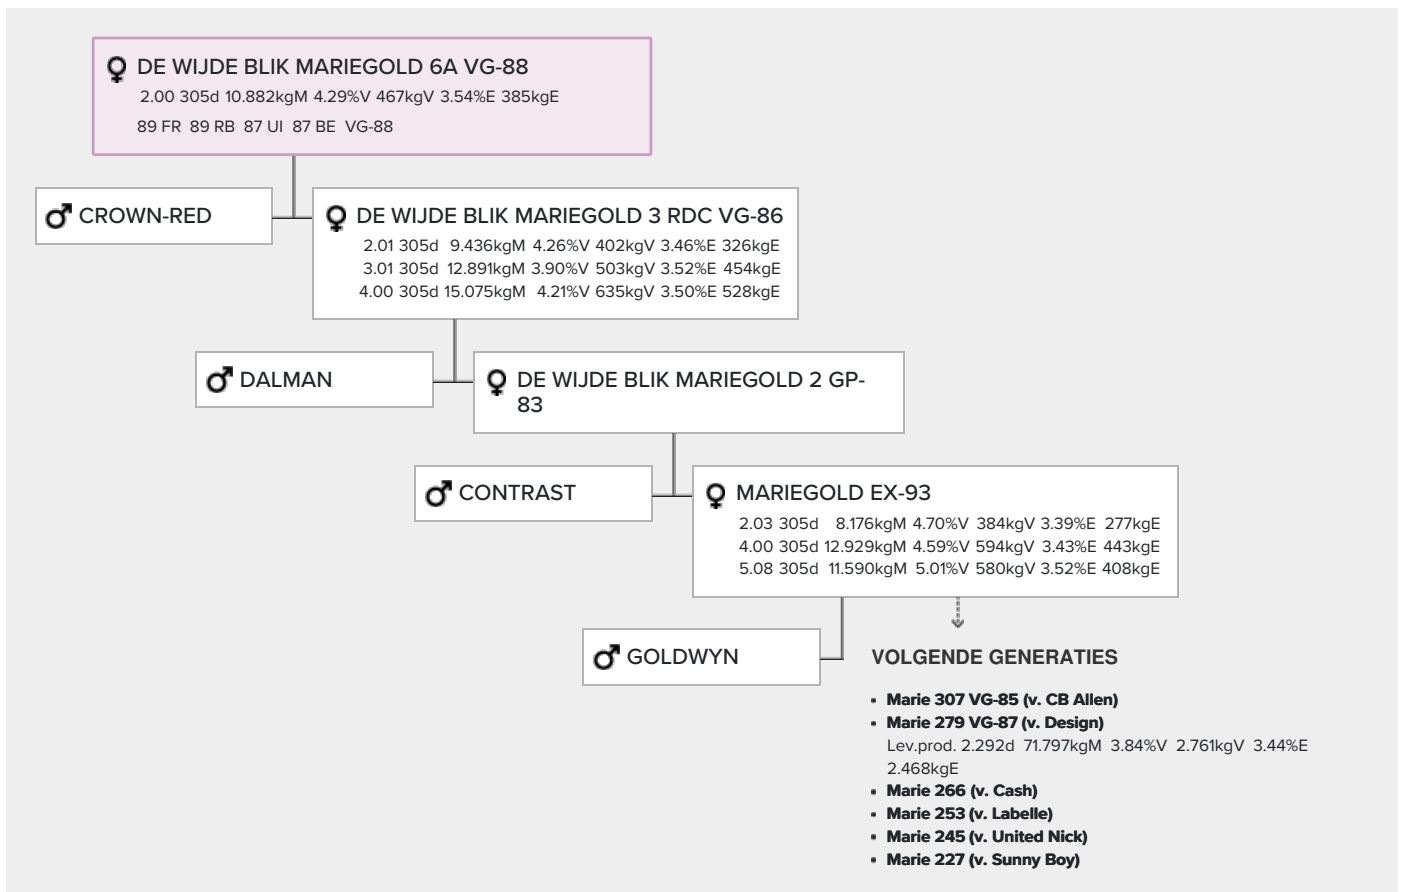 DE WIJDE BLIK MARIEGOLD 6A VG-88
2.00 305d 10.882kgM 4.29%V 467kgV 3.54%E 385kgE
89 FR 89 RB 87 UI 87 BE VG-88
CROWN-RED
DE WIJDE BLIK MARIEGOLD 3 RDC VG-86
2.01 305d 9.436kgM 4.26%V 402kgV 3.46%E 326kgE
3.01 305d 12.891kgM 3.90%V 503kgV 3.52%E 454kgE
4.00 305d 15.075kgM 4.21%V 635kgV 3.50%E 528kgE
DALMAN
DE WIJDE BLIK MARIEGOLD 2 GP-
83
CONTRAST
MARIEGOLD EX-93
2.03 305d 8.176kgM 4.70%V 384kgV 3.39%E 277kgE
4.00 305d 12.929kgM 4.59%V 594kgV 3.43%E 443kgE
5.08 305d 11.590kgM 5.01%V 580kgV 3.52%E 408kgE
GOLDWYN
VOLGENDE GENERATIES
Marie 307 VG-85 (v. CB Allen)
Marie 279 VG-87 (v. Design)
Lev.prod. 2.292d 71.797kgM 3.84%V 2.761kgV 3.44%E
2.468kgE
Marie 266 (v. Cash)
Marie 253 (v. Labelle)
Marie 245 (v. United Nick)
Marie 227 (v. Sunny Boy)